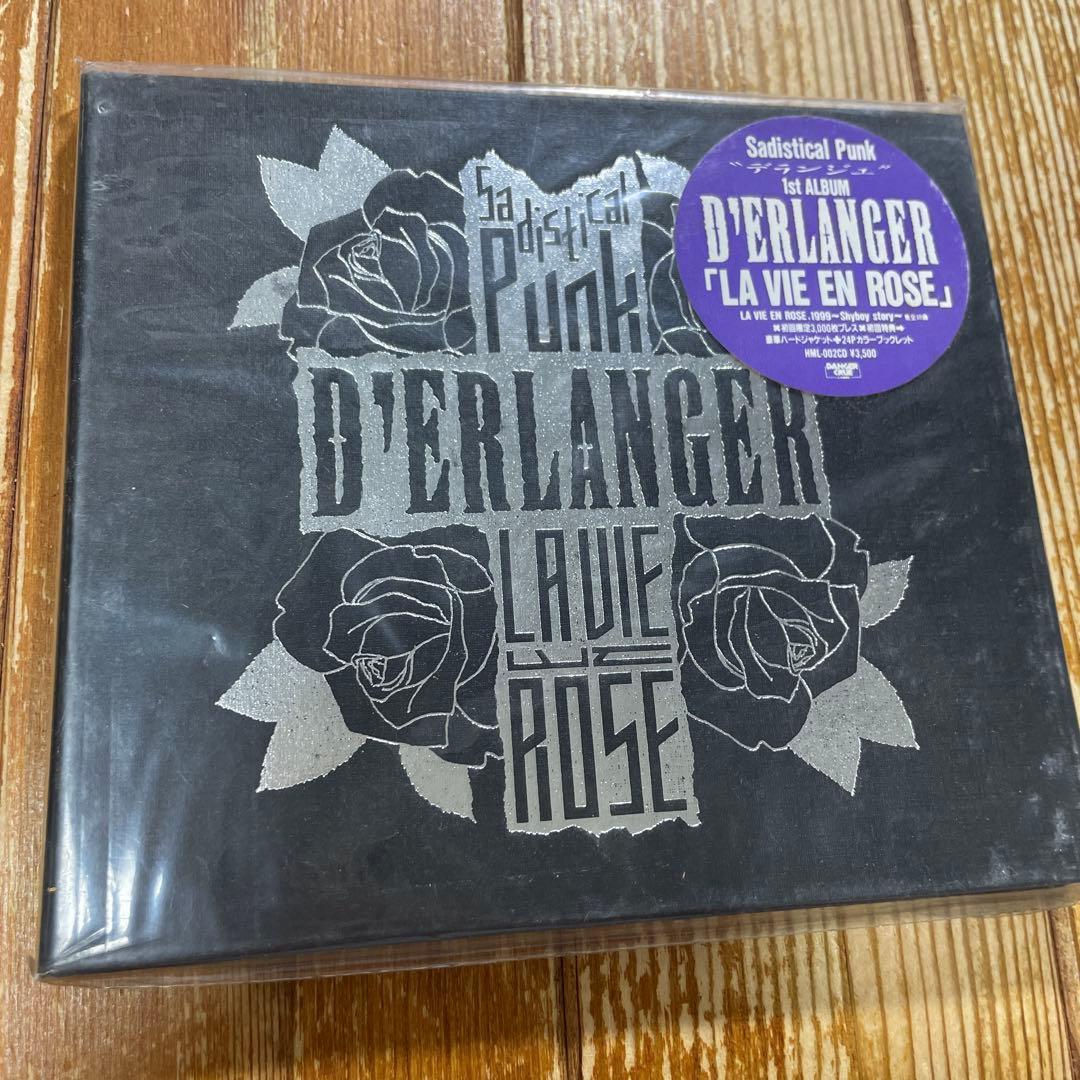 Sadistical
Punk
D'ERLANGER
LA VIE
EN
ROSE
Sadistical Punk
"デランジェ"
1st ALBUM
D'ERLANGER
「LA VIE EN ROSE」
LA VIE EN ROSE.1999〜Shyboy story〜
✖初回限定3,000枚プレス✖初回特典➔
豪華ハードジャケット✚24Pカラーブックレット
HML-002CD ¥3,500
DANGER
CRUE